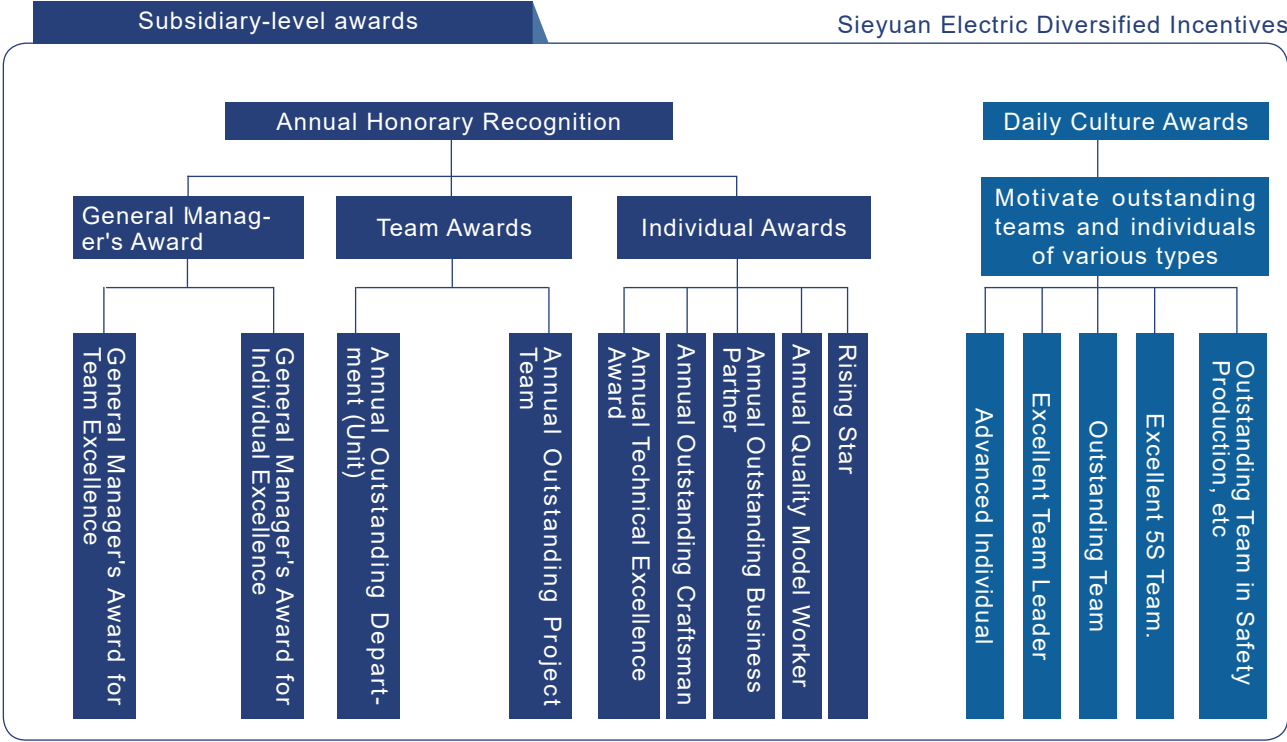 Subsidiary-level awards
Sieyuan Electric Diversified Incentives
Annual Honorary Recognition
Daily Culture Awards
General Manag-
er's Award
Team Awards
Individual Awards
Motivate outstanding
teams and individuals
of various types
General Manager's Award for
Team Excellence
General Manager's Award for
Individual Excellence
Annual Outstanding Depart-
ment (Unit)
Annual Outstanding Project
Team
Annual Technical Excellence
Award
Annual Outstanding Craftsman
Annual Outstanding Business
Partner
Annual Quality Model Worker
Rising Star
Advanced Individual
Excellent Team Leader
Outstanding Team
Excellent 5S Team.
Outstanding Team in Safety
Production, etc